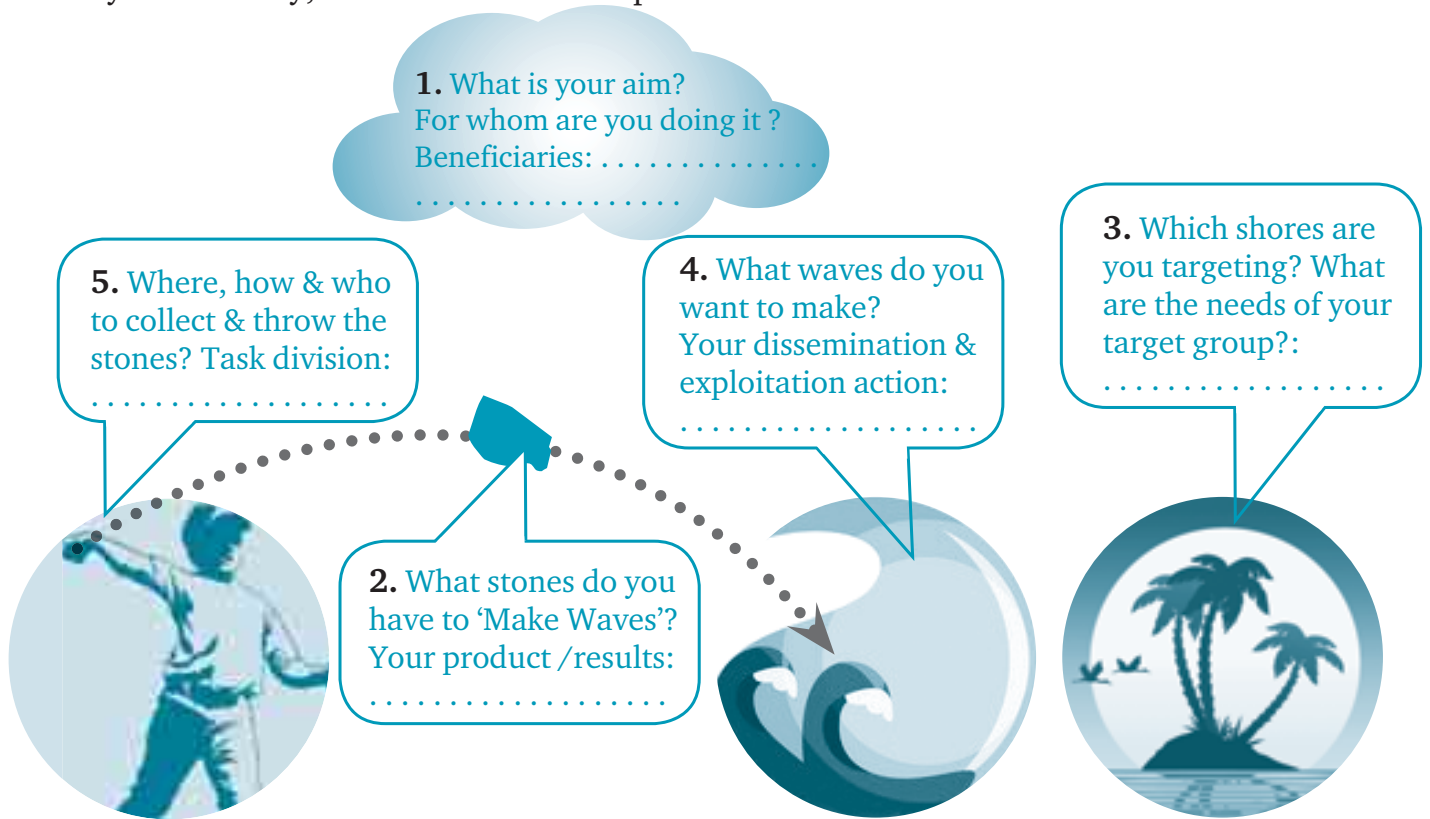 1. What is your aim?
For whom are you doing it ?
Beneficiaries: . . . . . . . . . . . . . .
. . . . . . . . . . . . . . . . .
5. Where, how & who
to collect & throw the
stones? Task division:
. . . . . . . . . . . . . . . . . . .
4. What waves do you
want to make?
Your dissemination &
exploitation action:
. . . . . . . . . . . . . . . . . . .
3. Which shores are
you targeting? What
are the needs of your
target group?:
. . . . . . . . . . . . . . . . . .
2. What stones do you
have to ‘Make Waves’?
Your product /results:
. . . . . . . . . . . . . . . . . . .